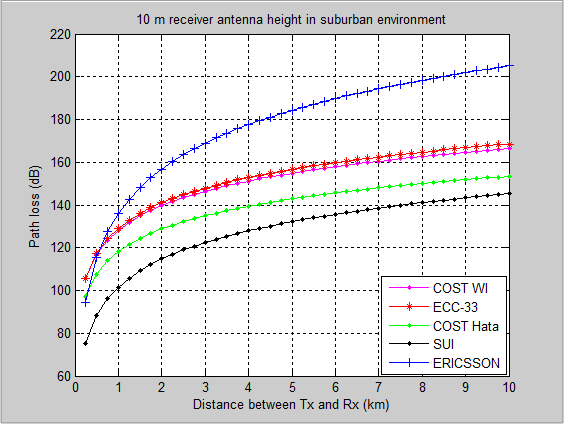 10 m receiver antenna height in suburban environment
Path loss (dB)
220
200
180
160
140
120
100
80
60
0 1 2 3 4 5 6 7 8 9 10
Distance between Tx and Rx (km)
COST WI
ECC-33
COST Hata
SUI
ERICSSON